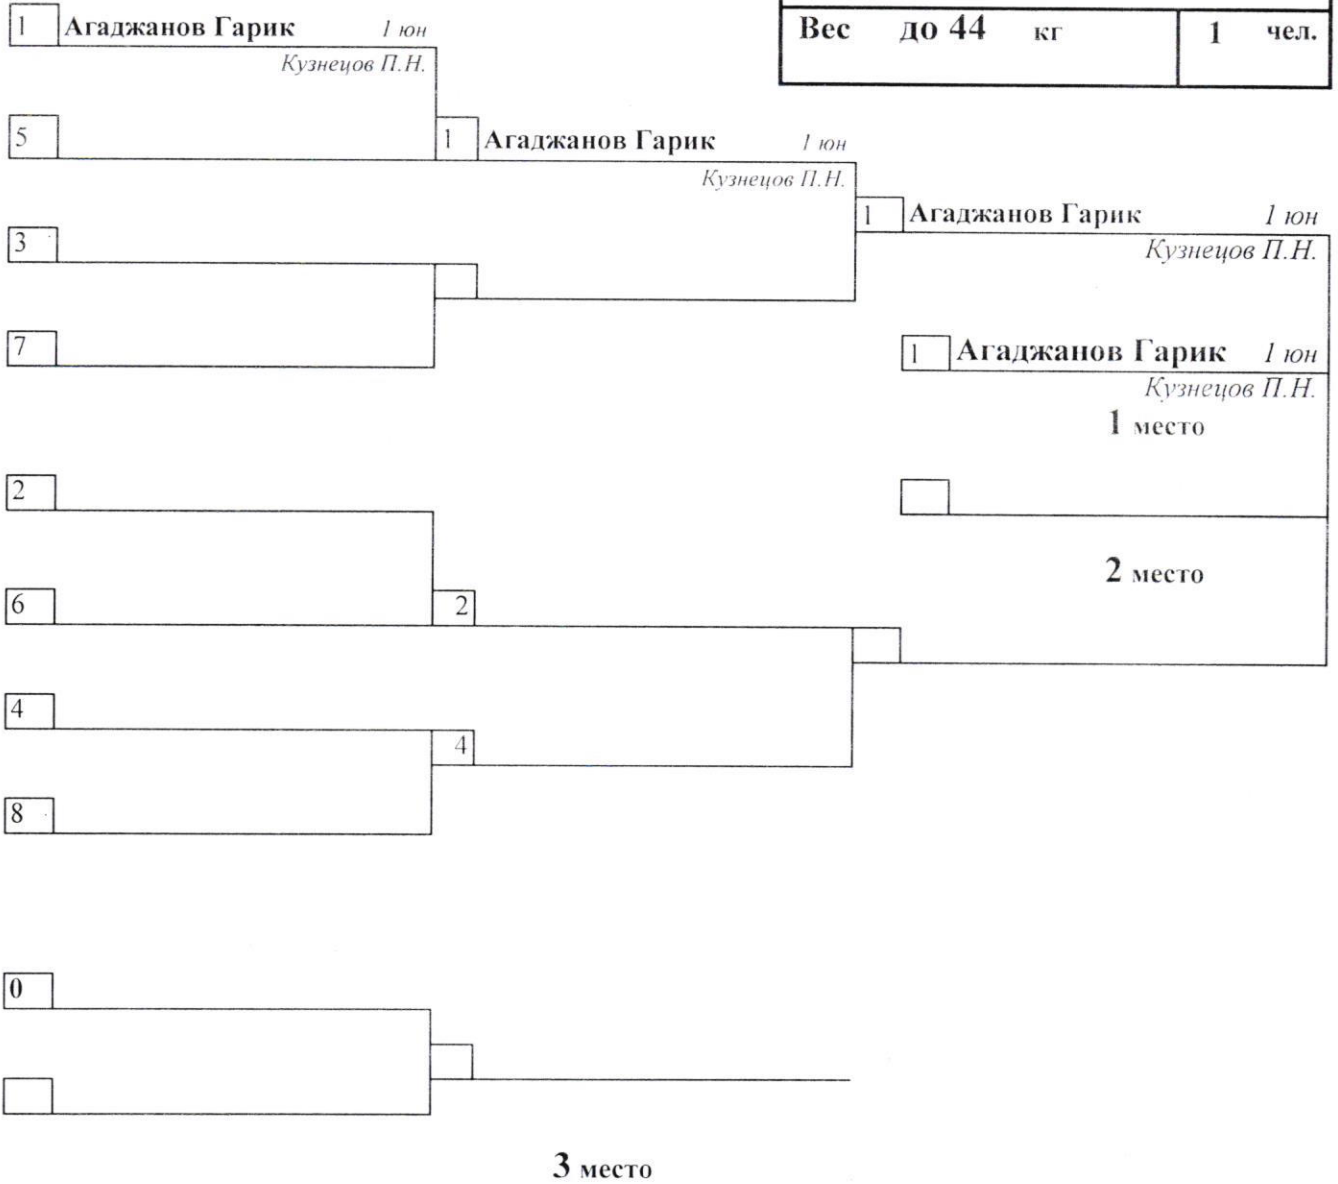 Вес до 44 кг 1 чел.
1 Агаджанов Гарик 1 юн
Кузнецов П.Н.
5
1 Агаджанов Гарик 1 юн
Кузнецов П.Н.
1 Агаджанов Гарик 1 юн
Кузнецов П.Н.
3
7
1 Агаджанов Гарик 1 юн
Кузнецов П.Н.
1 место
2
2 место
6
2
4
4
8
0
3 место